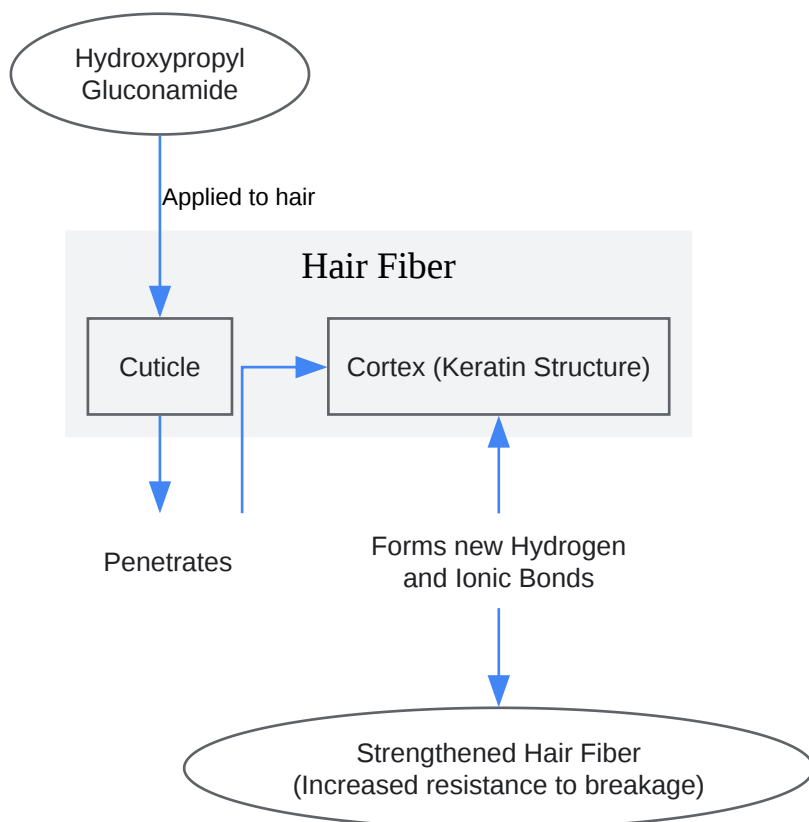 Hydroxypropyl
Gluconamide
Applied to hair
Hair Fiber
Cuticle
Cortex (Keratin Structure)
Penetrates
Forms new Hydrogen
and Ionic Bonds
Strengthened Hair Fiber
(Increased resistance to breakage)